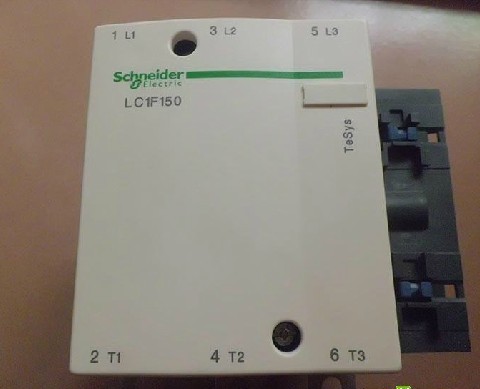 1 L1 3 L2 5 L3
Schneider
Electric
LC1F150
TeSys
2 T1 4 T2 6 T3